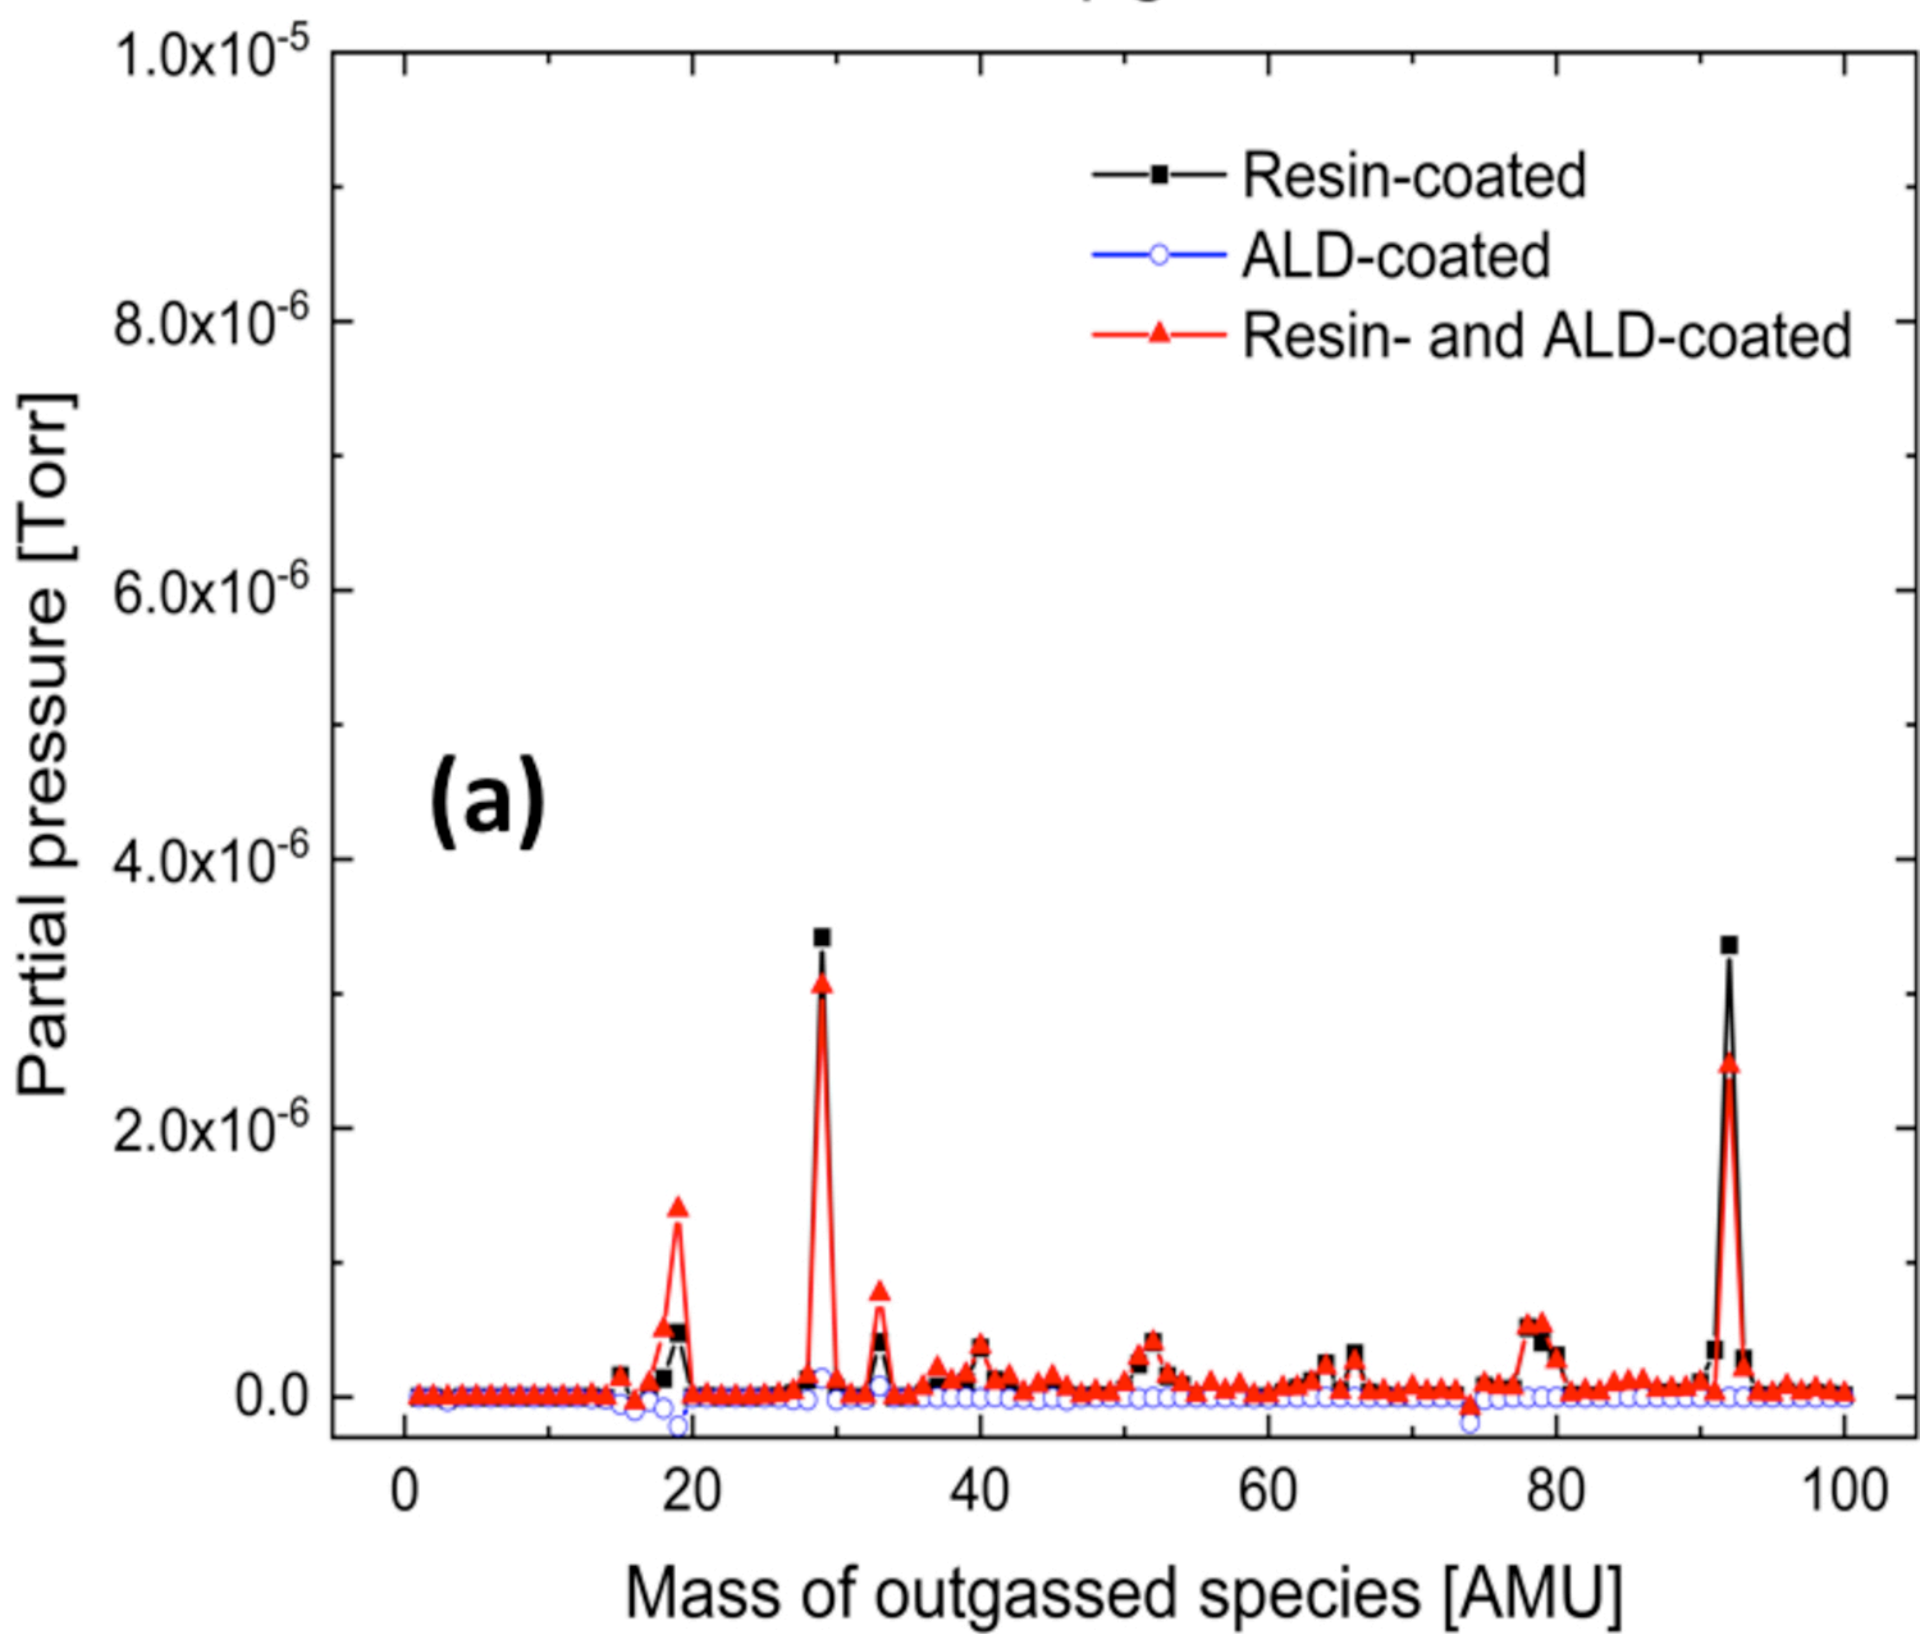 1.0x10-5
8.0x10-6
6.0x10-6
4.0x10-6
2.0x10-6
0.0
Partial pressure [Torr]
Resin-coated
ALD-coated
Resin- and ALD-coated
(a)
0 20 40 60 80 100
Mass of outgassed species [AMU]